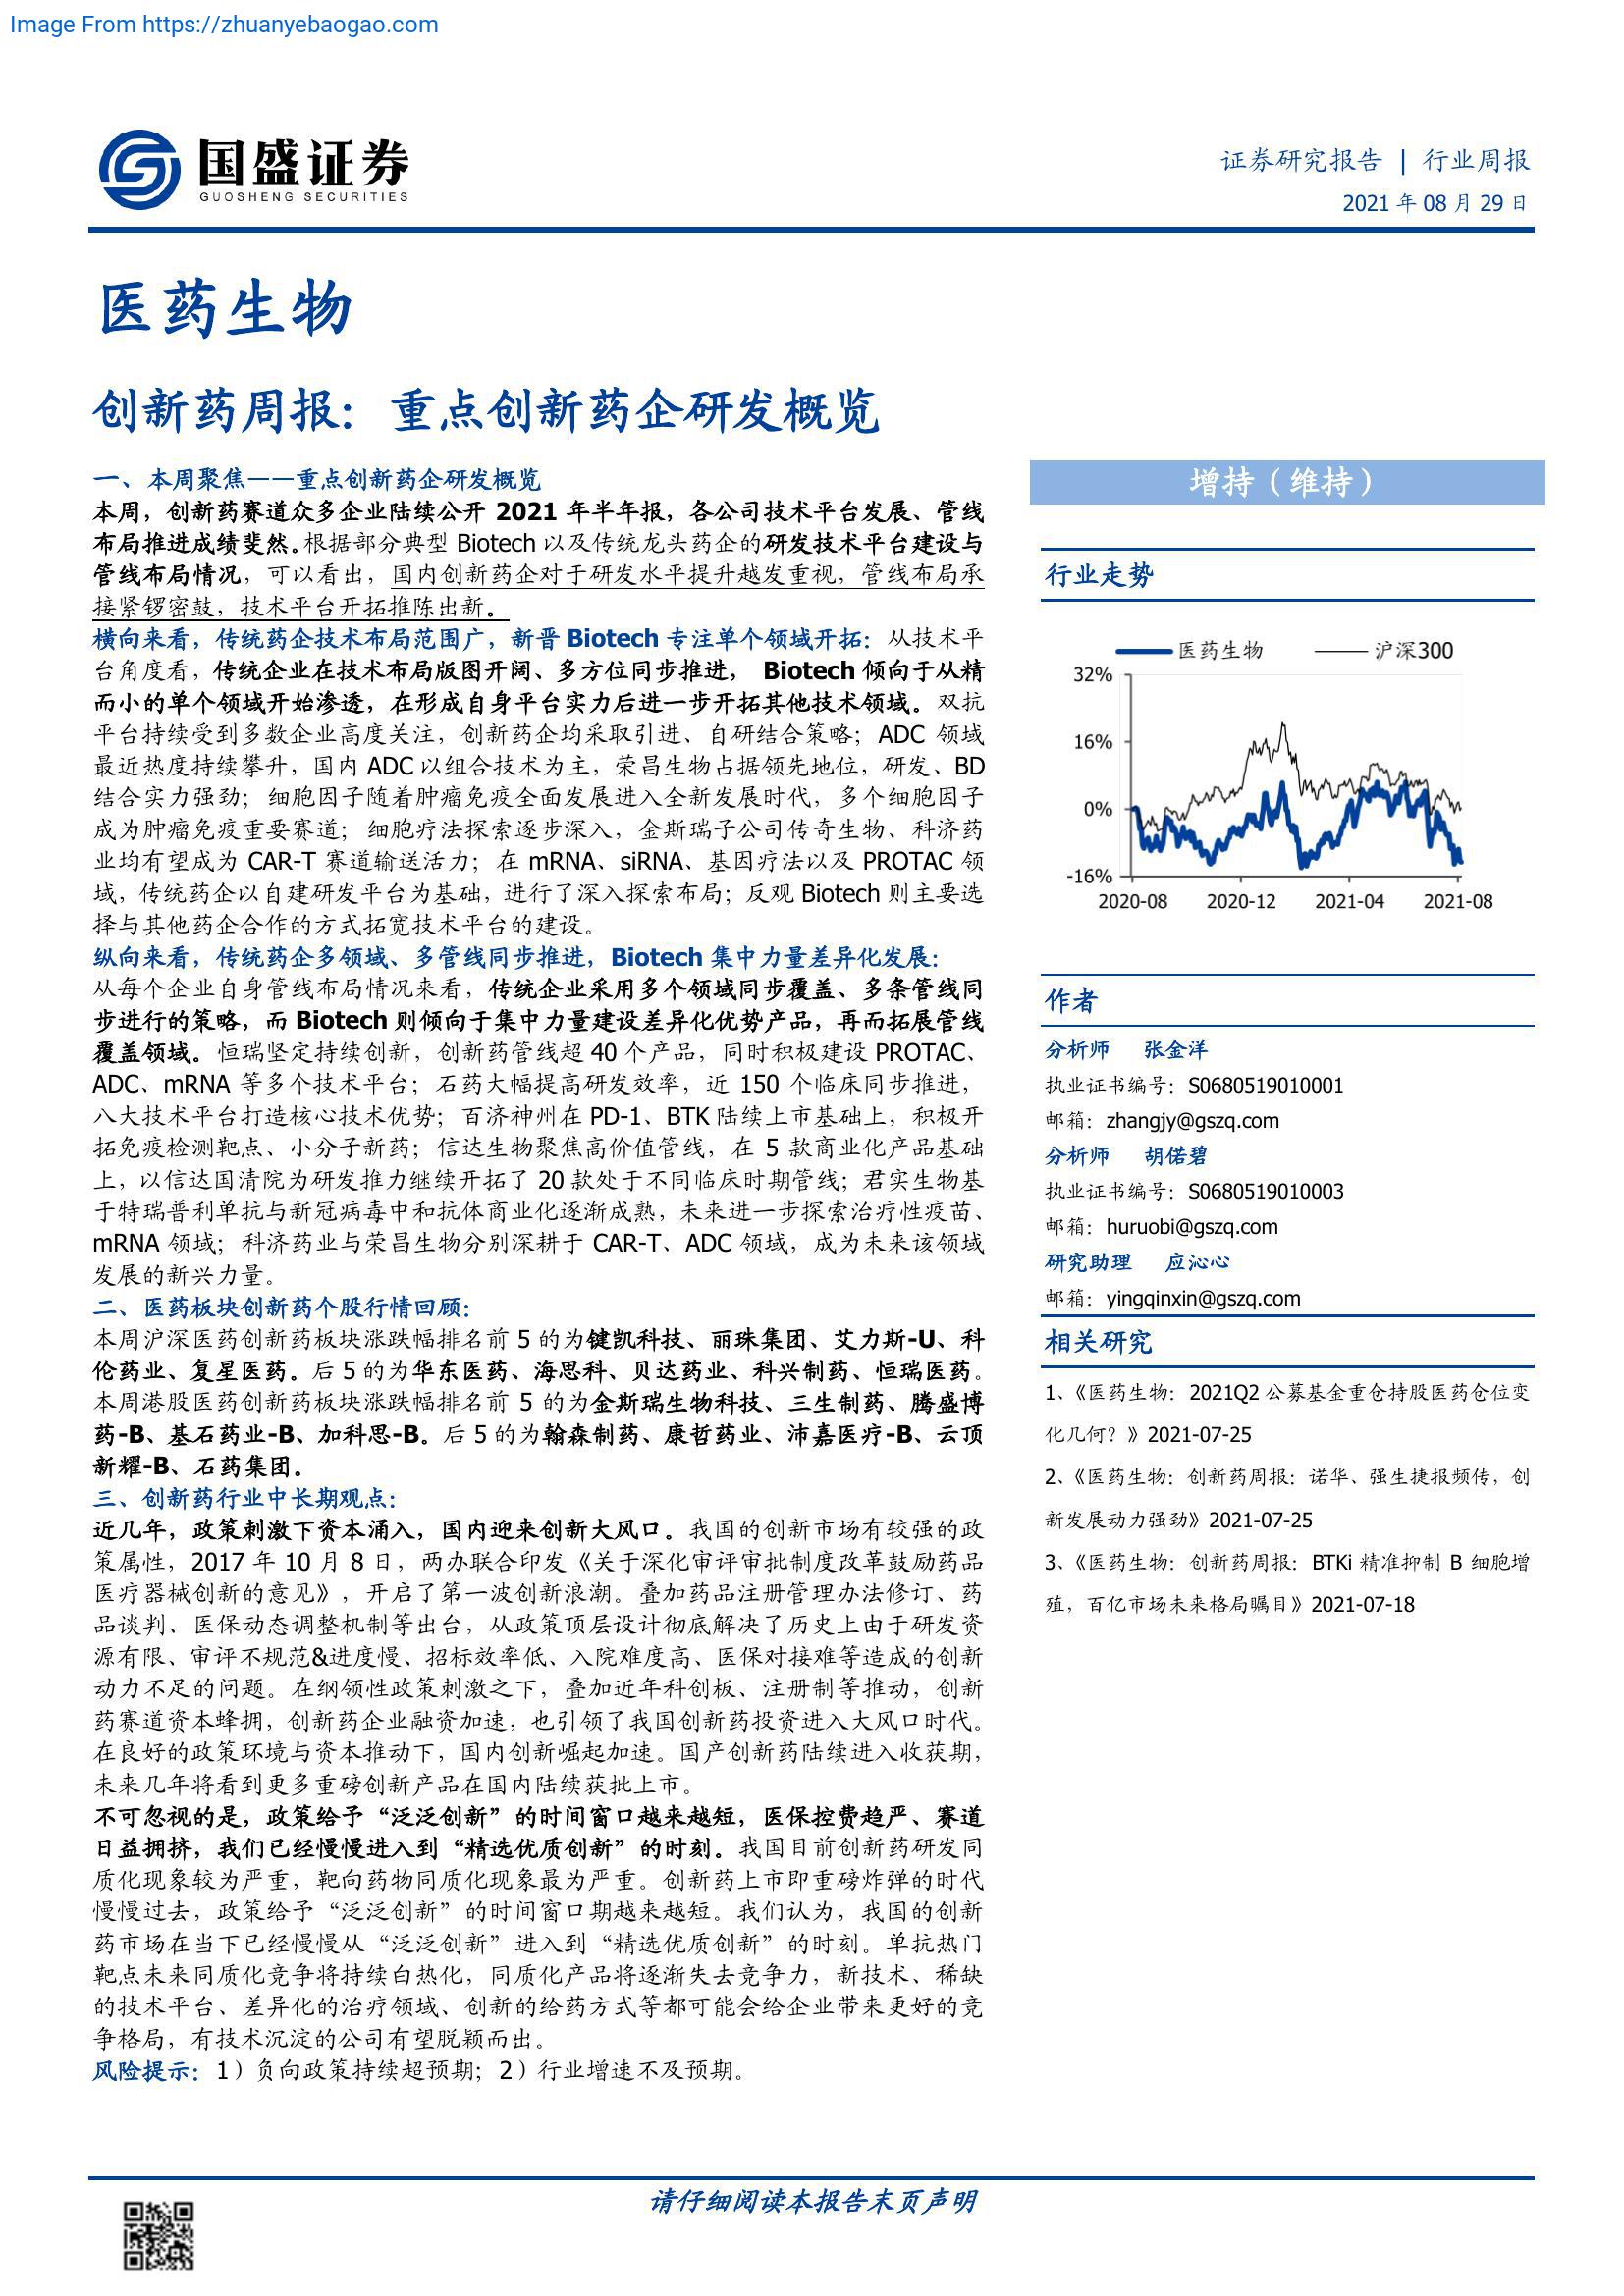 Image From https://zhuanyebaogao.com
国盛证券
GUOSHENG SECURITIES
证券研究报告 | 行业周报
2021 年 08 月 29 日
医药生物
创新药周报：重点创新药企研发概览
一、本周聚焦——重点创新药企研发概览
本周，创新药赛道众多企业陆续公开 2021 年半年报，各公司技术平台发展、管线
布局推进成绩斐然。根据部分典型 Biotech 以及传统龙头药企的研发技术平台建设与
管线布局情况，可以看出，国内创新药企对于研发水平提升越发重视，管线布局承
接紧锣密鼓，技术平台开拓推陈出新。
横向来看，传统药企技术布局范围广，新晋 Biotech 专注单个领域开拓：从技术平
台角度看，传统企业在技术布局版图开阔、多方位同步推进， Biotech 倾向于从精
而小的单个领域开始渗透，在形成自身平台实力后进一步开拓其他技术领域。双抗
平台持续受到多数企业高度关注，创新药企均采取引进、自研结合策略；ADC 领域
最近热度持续攀升，国内 ADC 以组合技术为主，荣昌生物占据领先地位，研发、BD
结合实力强劲；细胞因子随着肿瘤免疫全面发展进入全新发展时代，多个细胞因子
成为肿瘤免疫重要赛道；细胞疗法探索逐步深入，金斯瑞子公司传奇生物、科济药
业均有望成为 CAR-T 赛道输送活力；在 mRNA、siRNA、基因疗法以及 PROTAC 领
域，传统药企以自建研发平台为基础，进行了深入探索布局；反观 Biotech 则主要选
择与其他药企合作的方式拓宽技术平台的建设。
纵向来看，传统药企多领域、多管线同步推进，Biotech 集中力量差异化发展：
从每个企业自身管线布局情况来看，传统企业采用多个领域同步覆盖、多条管线同
步进行的策略，而 Biotech 则倾向于集中力量建设差异化优势产品，再而拓展管线
覆盖领域。恒瑞坚定持续创新，创新药管线超 40 个产品，同时积极建设 PROTAC、
ADC、mRNA 等多个技术平台；石药大幅提高研发效率，近 150 个临床同步推进，
八大技术平台打造核心技术优势；百济神州在 PD-1、BTK 陆续上市基础上，积极开
拓免疫检测靶点、小分子新药；信达生物聚焦高价值管线，在 5 款商业化产品基础
上，以信达国清院为研发推力继续开拓了 20 款处于不同临床时期管线；君实生物基
于特瑞普利单抗与新冠病毒中和抗体商业化逐渐成熟，未来进一步探索治疗性疫苗、
mRNA 领域；科济药业与荣昌生物分别深耕于 CAR-T、ADC 领域，成为未来该领域
发展的新兴力量。
二、医药板块创新药个股行情回顾：
本周沪深医药创新药板块涨跌幅排名前 5 的为键凯科技、丽珠集团、艾力斯-U、科
伦药业、复星医药。后 5 的为华东医药、海思科、贝达药业、科兴制药、恒瑞医药。
本周港股医药创新药板块涨跌幅排名前 5 的为金斯瑞生物科技、三生制药、腾盛博
药-B、基石药业-B、加科思-B。后 5 的为翰森制药、康哲药业、沛嘉医疗-B、云顶
新耀-B、石药集团。
三、创新药行业中长期观点：
近几年，政策刺激下资本涌入，国内迎来创新大风口。我国的创新市场有较强的政
策属性，2017 年 10 月 8 日，两办联合印发《关于深化审评审批制度改革鼓励药品
医疗器械创新的意见》，开启了第一波创新浪潮。叠加药品注册管理办法修订、药
品谈判、医保动态调整机制等出台，从政策顶层设计彻底解决了历史上由于研发资
源有限、审评不规范&进度慢、招标效率低、入院难度高、医保对接难等造成的创新
动力不足的问题。在纲领性政策刺激之下，叠加近年科创板、注册制等推动，创新
药赛道资本蜂拥，创新药企业融资加速，也引领了我国创新药投资进入大风口时代。
在良好的政策环境与资本推动下，国内创新崛起加速。国产创新药陆续进入收获期，
未来几年将看到更多重磅创新产品在国内陆续获批上市。
不可忽视的是，政策给予“泛泛创新”的时间窗口越来越短，医保控费趋严、赛道
日益拥挤，我们已经慢慢进入到“精选优质创新”的时刻。我国目前创新药研发同
质化现象较为严重，靶向药物同质化现象最为严重。创新药上市即重磅炸弹的时代
慢慢过去，政策给予“泛泛创新”的时间窗口期越来越短。我们认为，我国的创新
药市场在当下已经慢慢从“泛泛创新”进入到“精选优质创新”的时刻。单抗热门
靶点未来同质化竞争将持续白热化，同质化产品将逐渐失去竞争力，新技术、稀缺
的技术平台、差异化的治疗领域、创新的给药方式等都可能会给企业带来更好的竞
争格局，有技术沉淀的公司有望脱颖而出。
风险提示：1）负向政策持续超预期；2）行业增速不及预期。
增持（维持）
行业走势
医药生物 沪深300
32%
16%
0%
-16%
2020-08 2020-12 2021-04 2021-08
作者
分析师 张金洋
执业证书编号：S0680519010001
邮箱：zhangjy@gszq.com
分析师 胡偌碧
执业证书编号：S0680519010003
邮箱：huruobi@gszq.com
研究助理 应沁心
邮箱：yingqinxin@gszq.com
相关研究
1、《医药生物：2021Q2 公募基金重仓持股医药仓位变
化几何？》2021-07-25
2、《医药生物：创新药周报：诺华、强生捷报频传，创
新发展动力强劲》2021-07-25
3、《医药生物：创新药周报：BTKi 精准抑制 B 细胞增
殖，百亿市场未来格局瞩目》2021-07-18
请仔细阅读本报告末页声明